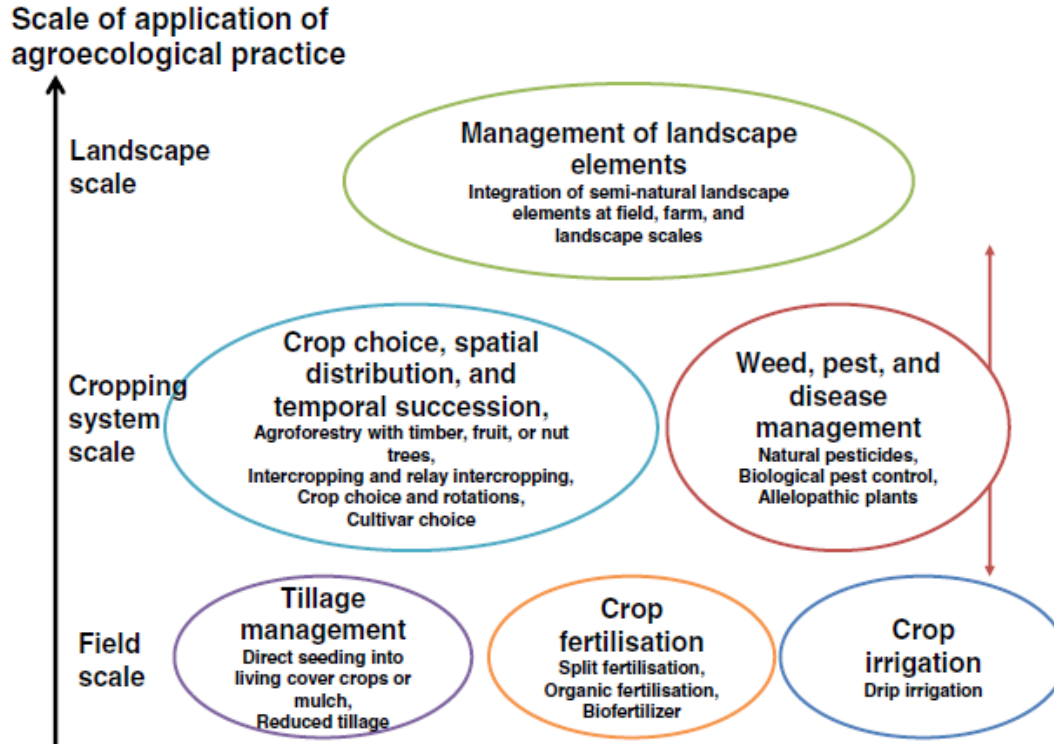 Scale of application of
agroecological practice
Landscape
scale
Management of landscape
elements
Integration of semi-natural landscape
elements at field, farm, and
landscape scales
Cropping
system
scale
Crop choice, spatial
distribution, and
temporal succession,
Agroforestry with timber, fruit, or nut
trees,
Intercropping and relay intercropping,
Crop choice and rotations,
Cultivar choice
Weed, pest, and
disease
management
Natural pesticides,
Biological pest control,
Allelopathic plants
Field
scale
Tillage
management
Direct seeding into
living cover crops or
mulch,
Reduced tillage
Crop
fertilisation
Split fertilisation,
Organic fertilisation,
Biofertilizer
Crop
irrigation
Drip irrigation